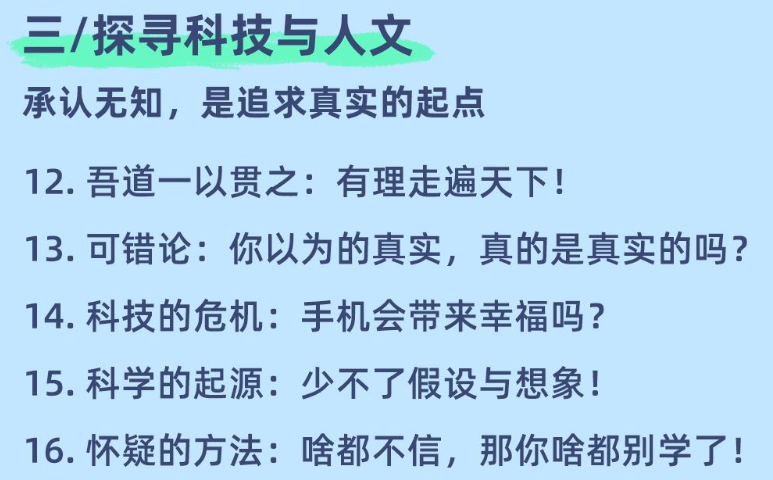 三/探寻科技与人文
承认无知，是追求真实的起点
12. 吾道一以贯之：有理走遍天下！
13. 可错论：你以为的真实，真的是真实的吗？
14. 科技的危机：手机会带来幸福吗？
15. 科学的起源：少不了假设与想象！
16. 怀疑的方法：啥都不信，那你啥都别学了！